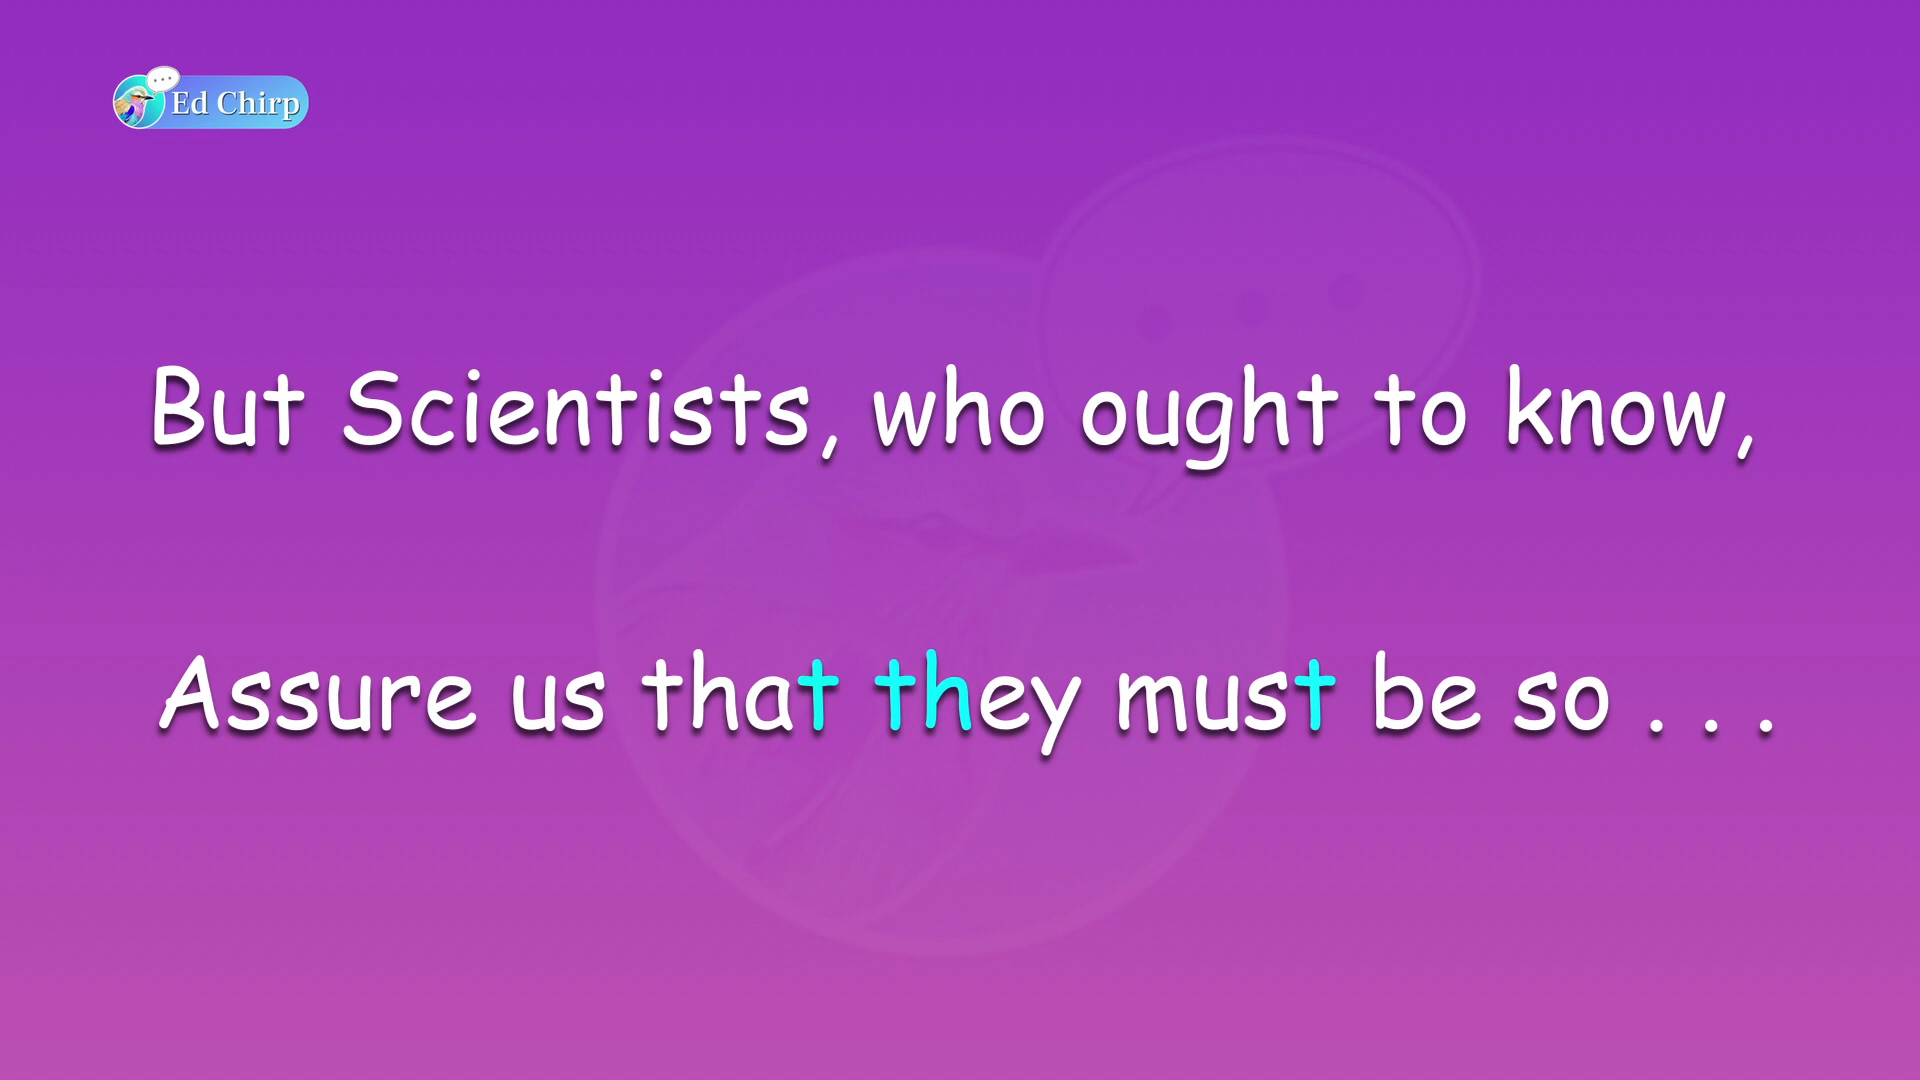 Ed Chirp
But Scientists, who ought to know,
Assure us that they must be so . . .